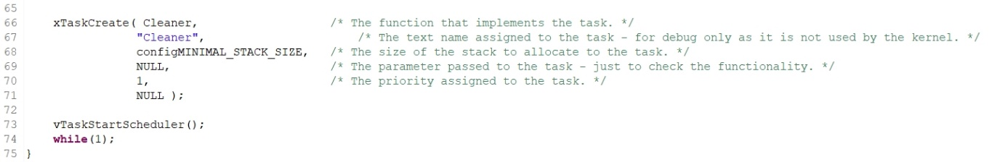 65
66 xTaskCreate( Cleaner, /* The function that implements the task. */
67 "Cleaner", /* The text name assigned to the task - for debug only as it is not used by the kernel. */
68 configMINIMAL_STACK_SIZE, /* The size of the stack to allocate to the task. */
69 NULL, /* The parameter passed to the task - just to check the functionality. */
70 1, /* The priority assigned to the task. */
71 NULL );
72
73 vTaskStartScheduler();
74 while(1);
75 }